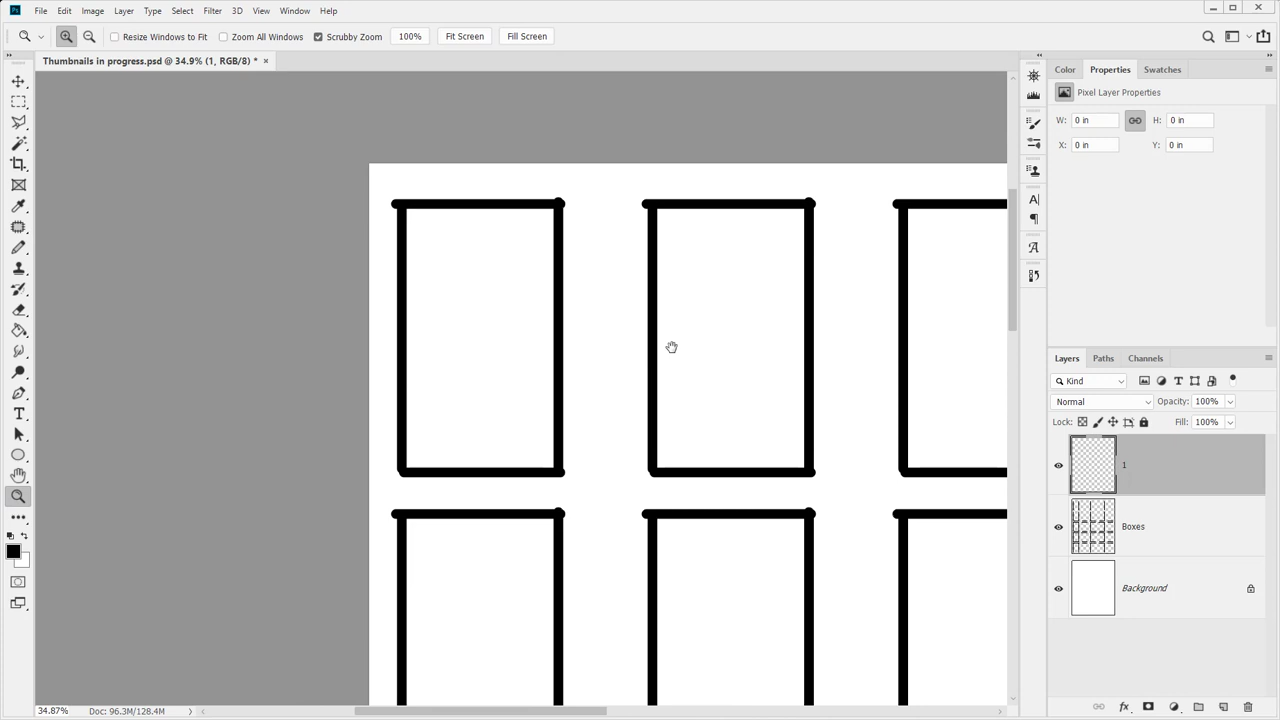 Ps File Edit Image Layer Type Select Filter 3D View Window Help
Resize Windows to Fit Zoom All Windows Scrubby Zoom 100% Fit Screen Fill Screen
Thumbnails in progress.psd @ 34.9% (1, RGB/8) * ×
Color Properties Swatches
Pixel Layer Properties
W: 0 in H: 0 in
X: 0 in Y: 0 in
Layers Paths Channels
Kind
Normal Opacity: 100%
Lock: Fill: 100%
1
Boxes
Background
34.87% Doc: 96.3M/128.4M